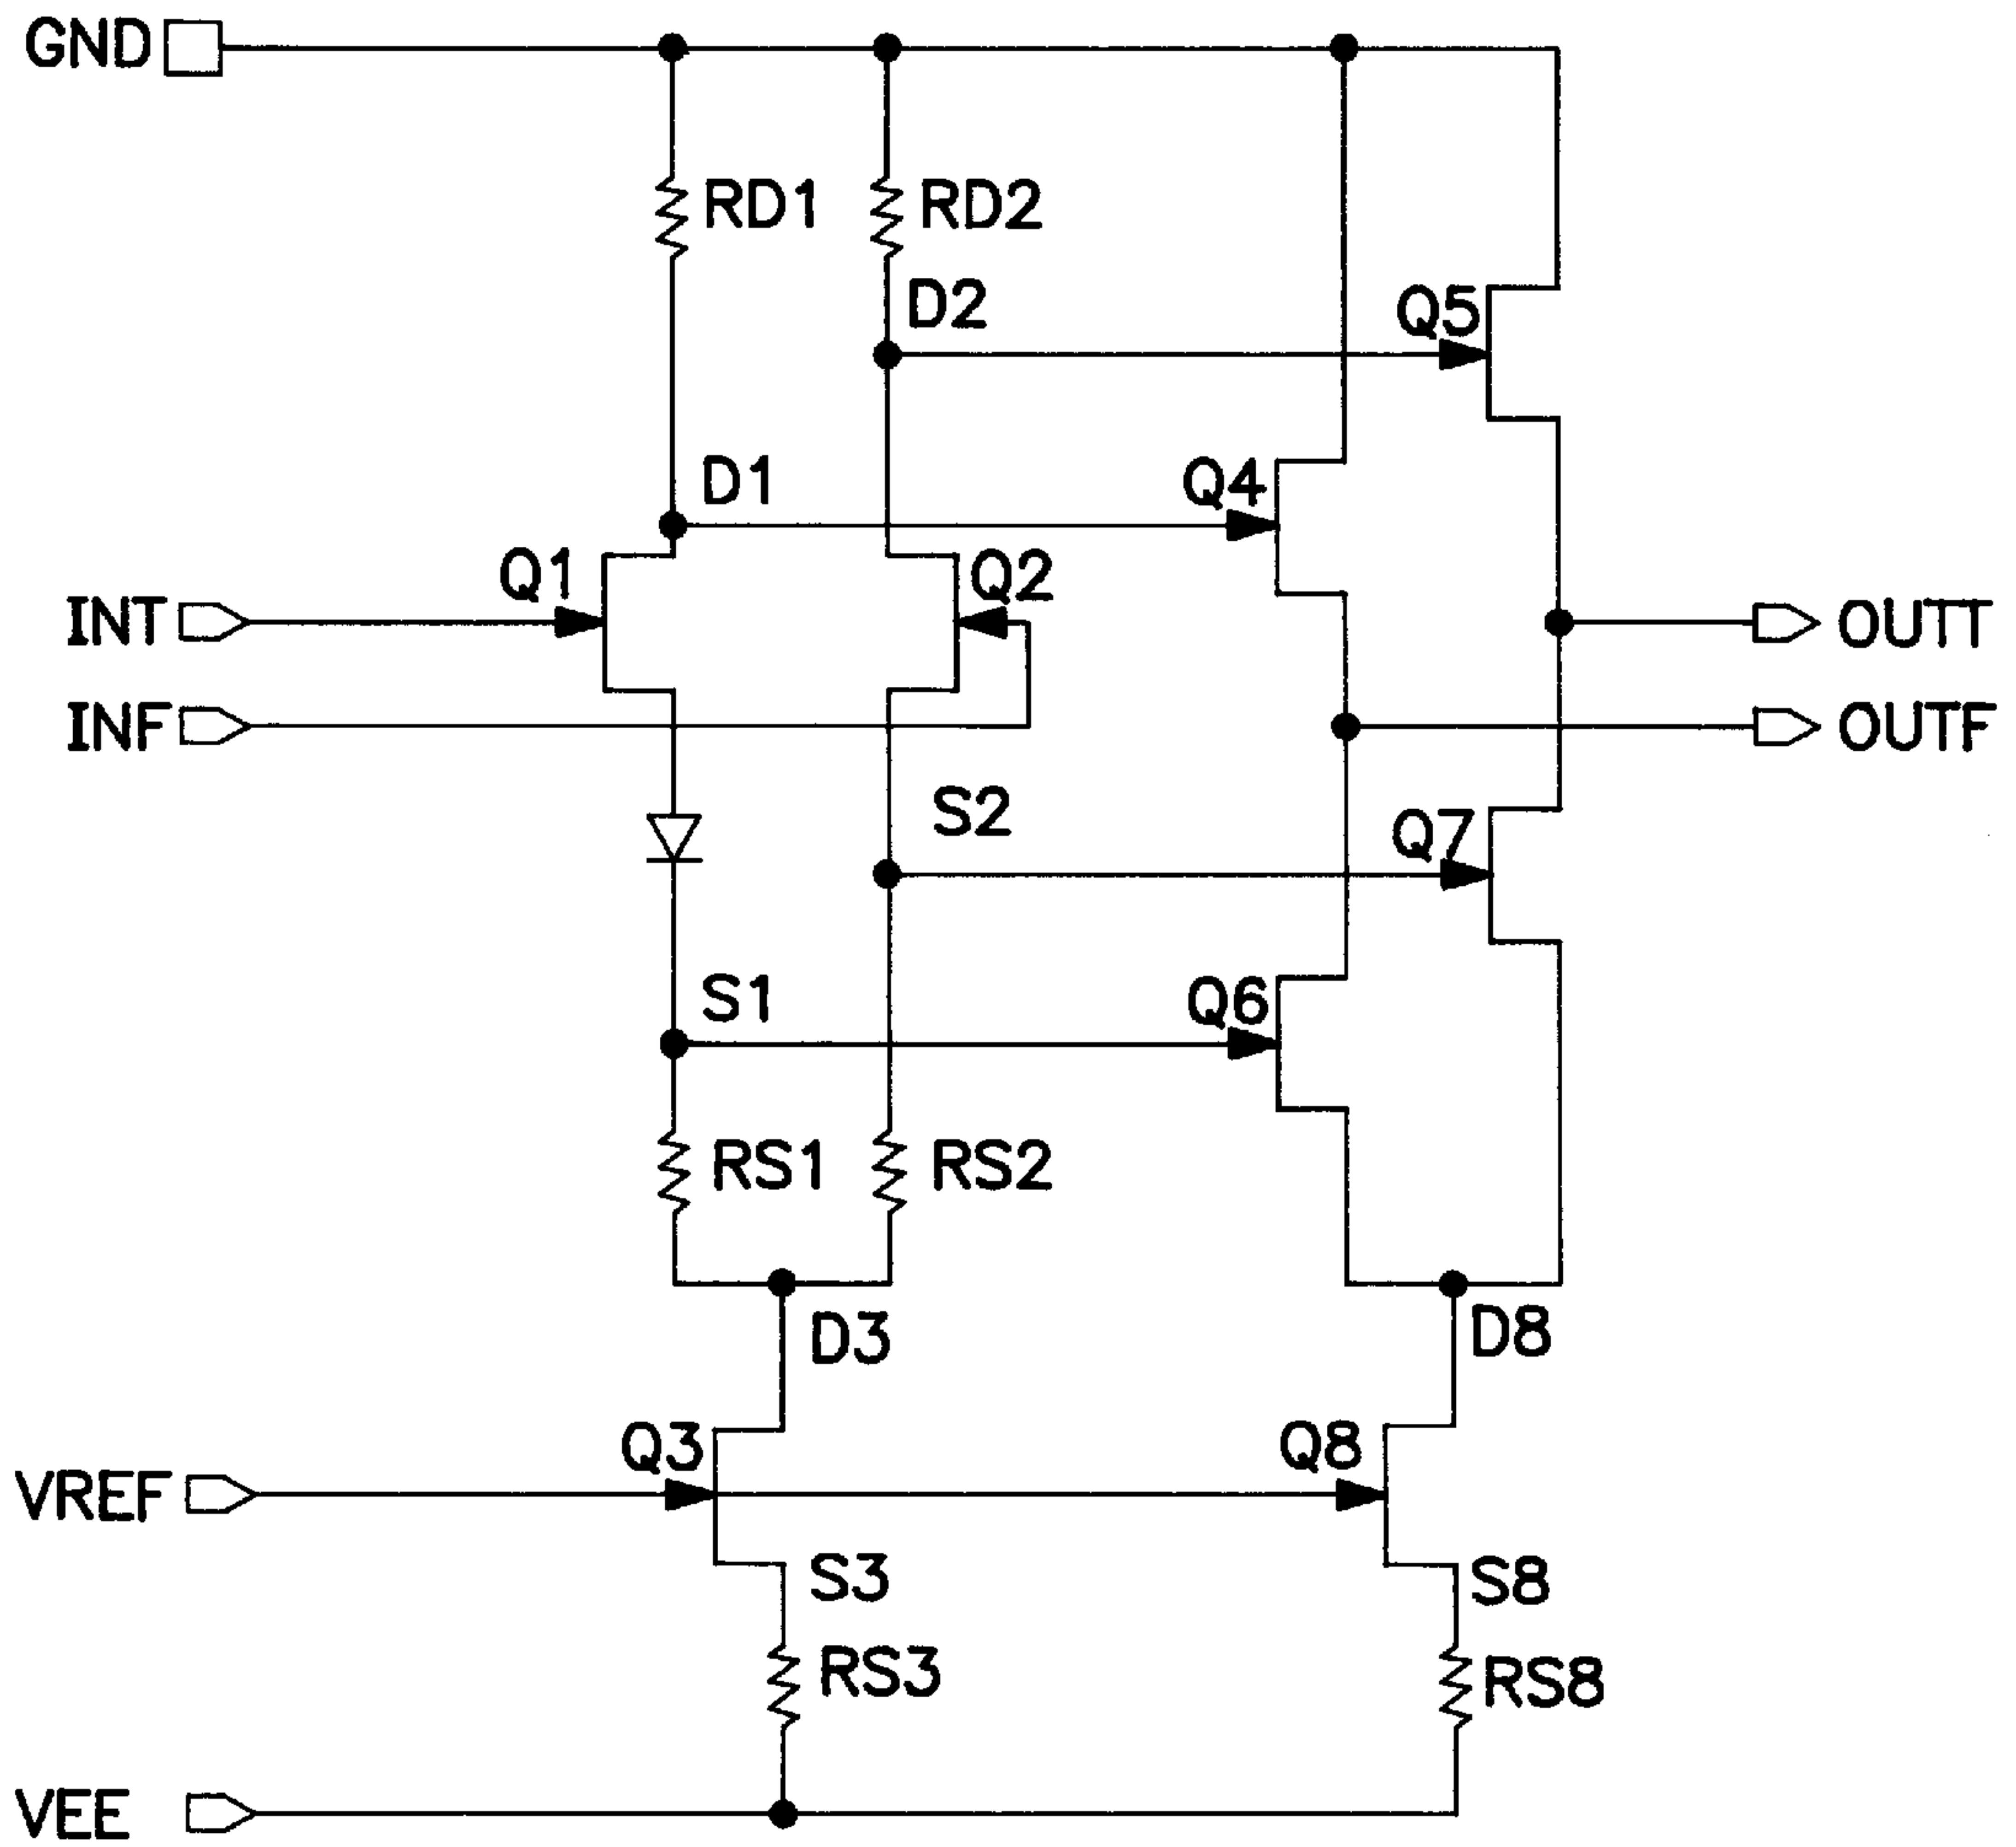 GND
RD1
RD2
D2
Q5
D1
Q4
Q1
Q2
INT
OUTT
INF
OUTF
S2
Q7
S1
Q6
RS1
RS2
D3
D8
Q3
Q8
VREF
S3
S8
RS3
RS8
VEE